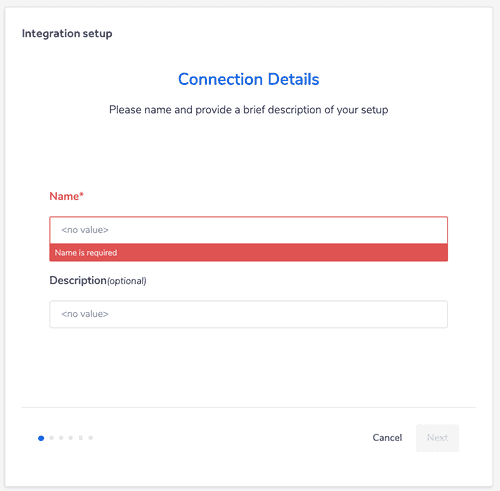 Integration setup
Connection Details
Please name and provide a brief description of your setup
Name*
<no value>
Name is required
Description(optional)
<no value>
Cancel
Next